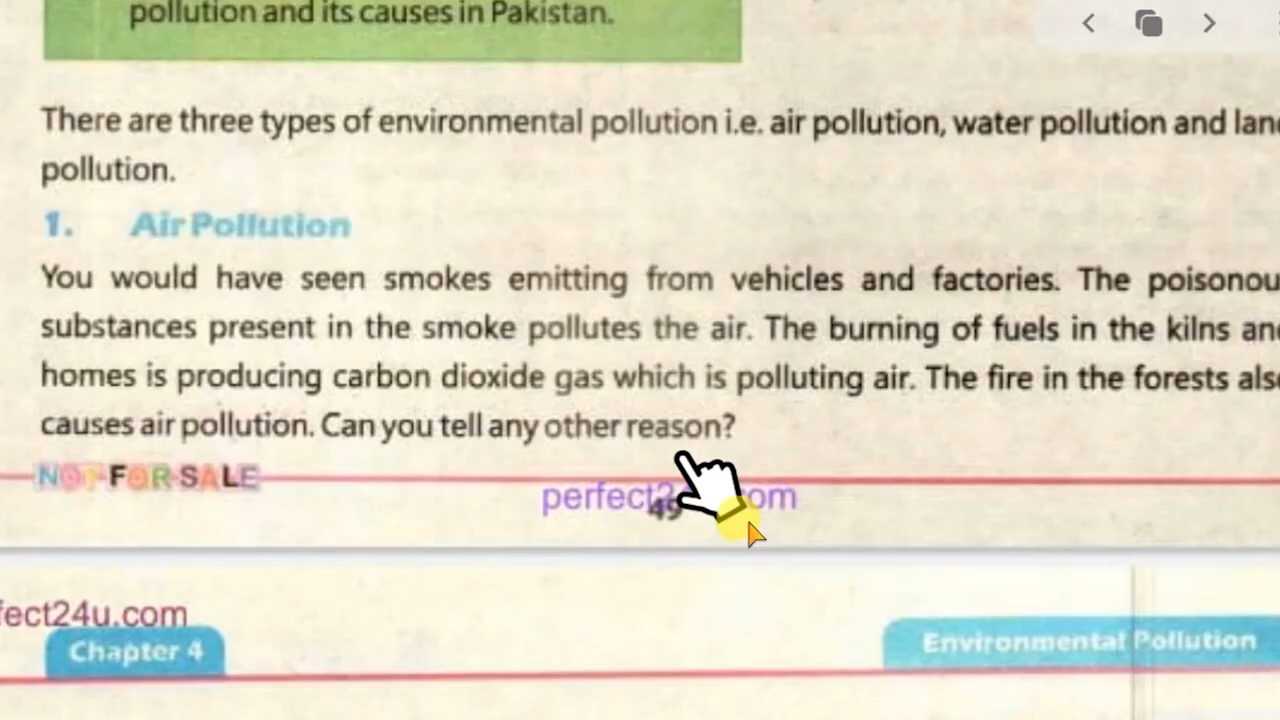 pollution and its causes in Pakistan.
There are three types of environmental pollution i.e. air pollution, water pollution and lan
pollution.
1. Air Pollution
You would have seen smokes emitting from vehicles and factories. The poisonou
substances present in the smoke pollutes the air. The burning of fuels in the kilns an
homes is producing carbon dioxide gas which is polluting air. The fire in the forests als
causes air pollution. Can you tell any other reason?
NOT FOR SALE
49
fect24u.com
Chapter 4
Environmental Pollution